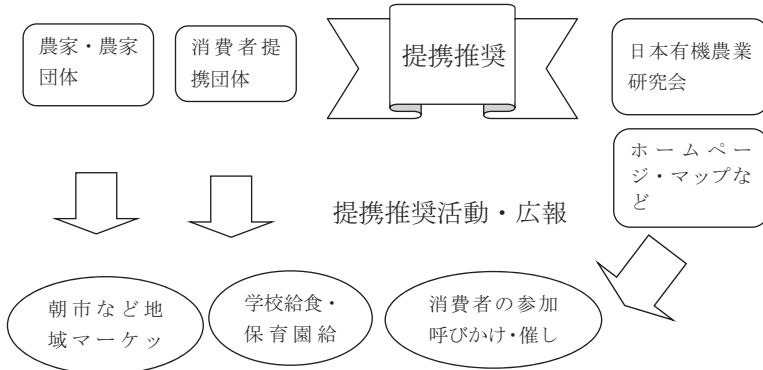 農家・農家
団体
消費者提
携団体
提携推奨
日本有機農業
研究会
ホームペー
ジ・マップな
ど
提携推奨活動・広報
朝市など地
域マーケッ
学校給食・
保育園給
消費者の参加
呼びかけ・催し